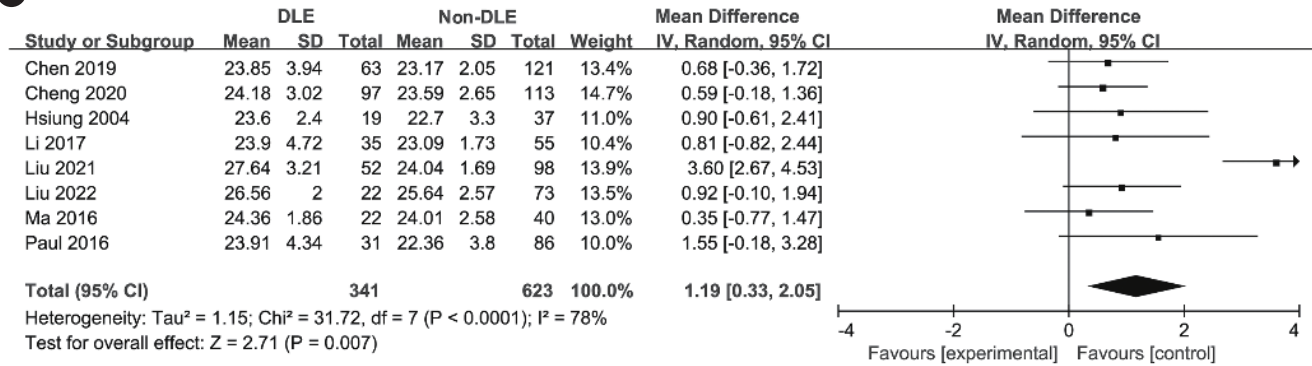 DLE Non-DLE Mean Difference Mean Difference
Study or Subgroup Mean SD Total Mean SD Total Weight IV, Random, 95% CI IV, Random, 95% CI
Chen 2019 23.85 3.94 63 23.17 2.05 121 13.4% 0.68 [-0.36, 1.72]
Cheng 2020 24.18 3.02 97 23.59 2.65 113 14.7% 0.59 [-0.18, 1.36]
Hsiung 2004 23.6 2.4 19 22.7 3.3 37 11.0% 0.90 [-0.61, 2.41]
Li 2017 23.9 4.72 35 23.09 1.73 55 10.4% 0.81 [-0.82, 2.44]
Liu 2021 27.64 3.21 52 24.04 1.69 98 13.9% 3.60 [2.67, 4.53]
Liu 2022 26.56 2 22 25.64 2.57 73 13.5% 0.92 [-0.10, 1.94]
Ma 2016 24.36 1.86 22 24.01 2.58 40 13.0% 0.35 [-0.77, 1.47]
Paul 2016 23.91 4.34 31 22.36 3.8 86 10.0% 1.55 [-0.18, 3.28]
Total (95% CI) 341 623 100.0% 1.19 [0.33, 2.05]
Heterogeneity: Tau² = 1.15; Chi² = 31.72, df = 7 (P < 0.0001); I² = 78%
Test for overall effect: Z = 2.71 (P = 0.007)
-4 -2 0 2 4
Favours [experimental] Favours [control]